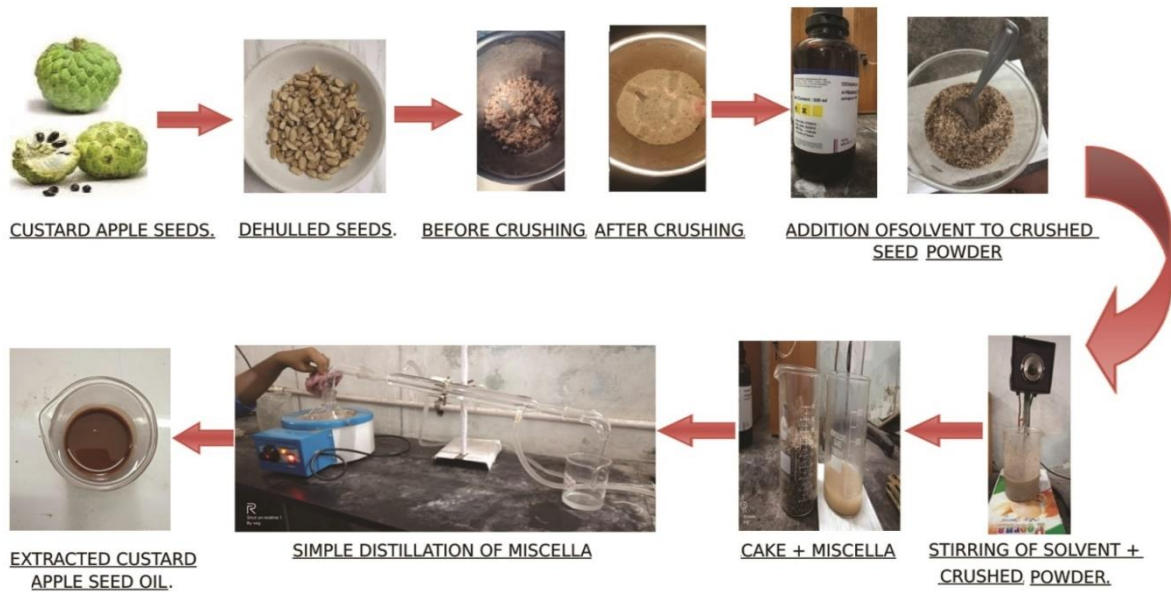 CUSTARD APPLE SEEDS.
DEHULLED SEEDS.
BEFORE CRUSHING
AFTER CRUSHING
ADDITION OFSOLVENT TO CRUSHED
SEED POWDER
STIRRING OF SOLVENT +
CRUSHED POWDER.
CAKE + MISCELLA
SIMPLE DISTILLATION OF MISCELLA
EXTRACTED CUSTARD
APPLE SEED OIL.